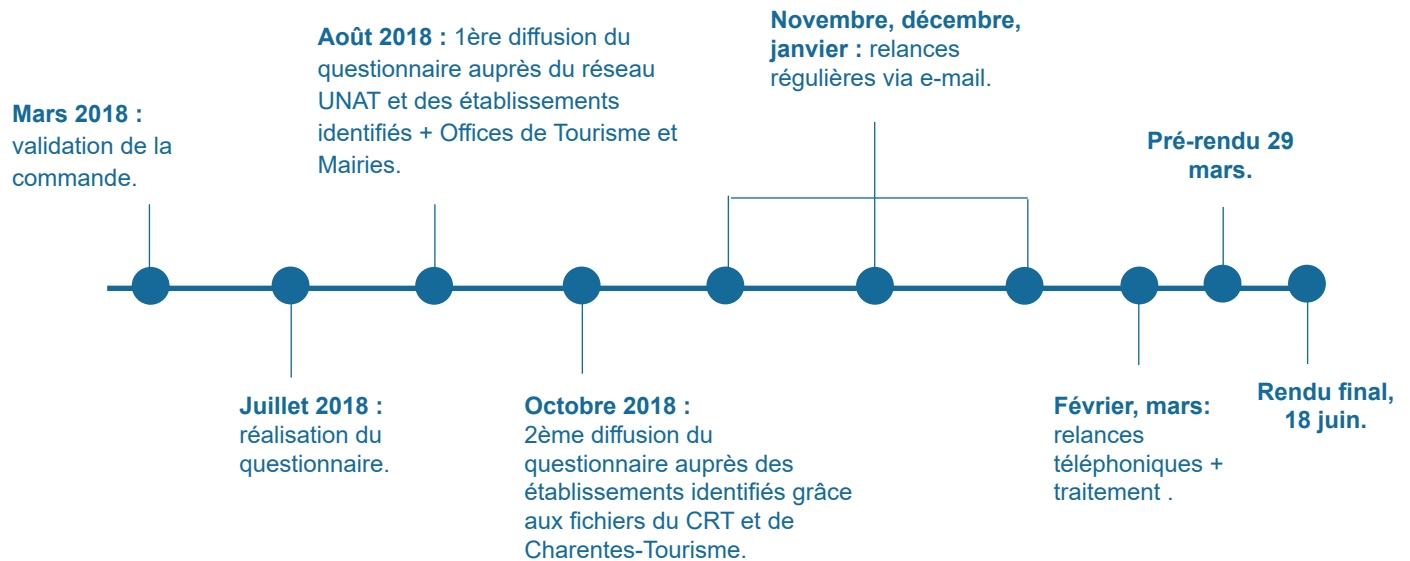 Mars 2018 :
validation de la
commande.
Juillet 2018 :
réalisation du
questionnaire.
Août 2018 : 1ère diffusion du
questionnaire auprès du réseau
UNAT et des établissements
identifiés + Offices de Tourisme et
Mairies.
Octobre 2018 :
2ème diffusion du
questionnaire auprès des
établissements identifiés grâce
aux fichiers du CRT et de
Charentes-Tourisme.
Novembre, décembre,
janvier : relances
régulières via e-mail.
Février, mars:
relances
téléphoniques +
traitement .
Pré-rendu 29
mars.
Rendu final,
18 juin.